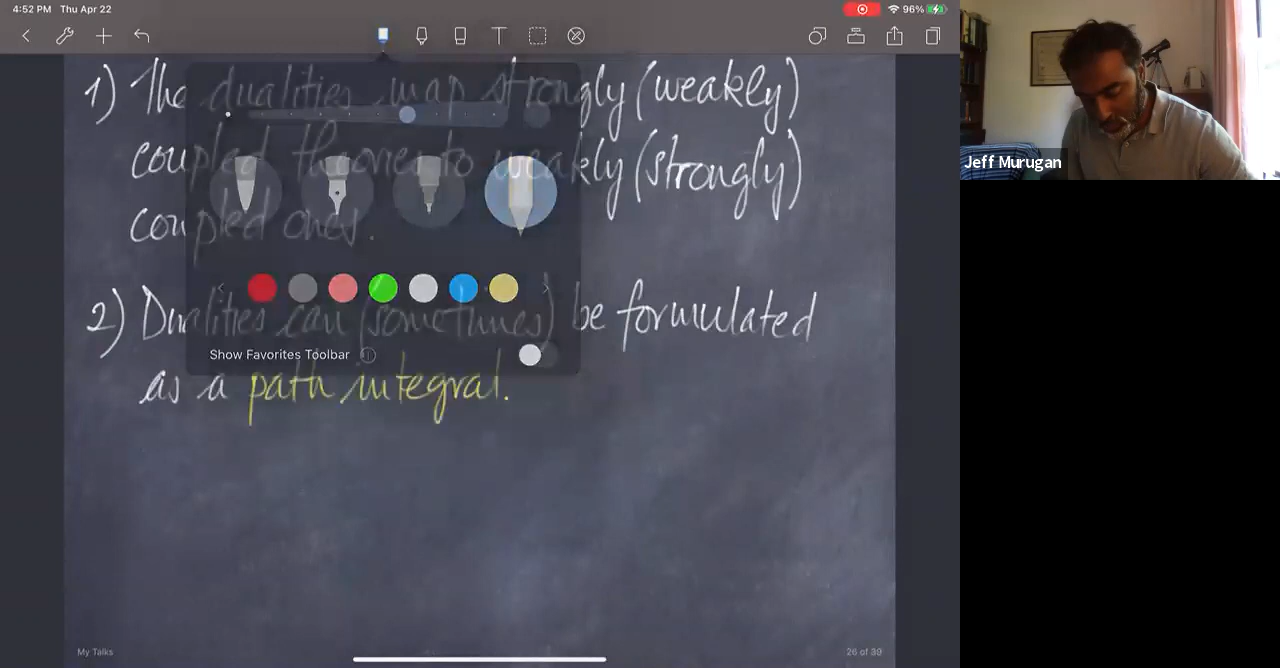 4:52 PM Thu Apr 22
96%
1) The dualities map strongly (weakly)
coupled theories to weakly (strongly)
coupled ones.
2) Dualities can (sometimes) be formulated
as a path integral.
Show Favorites Toolbar
My Talks
26 of 39
Jeff Murugan